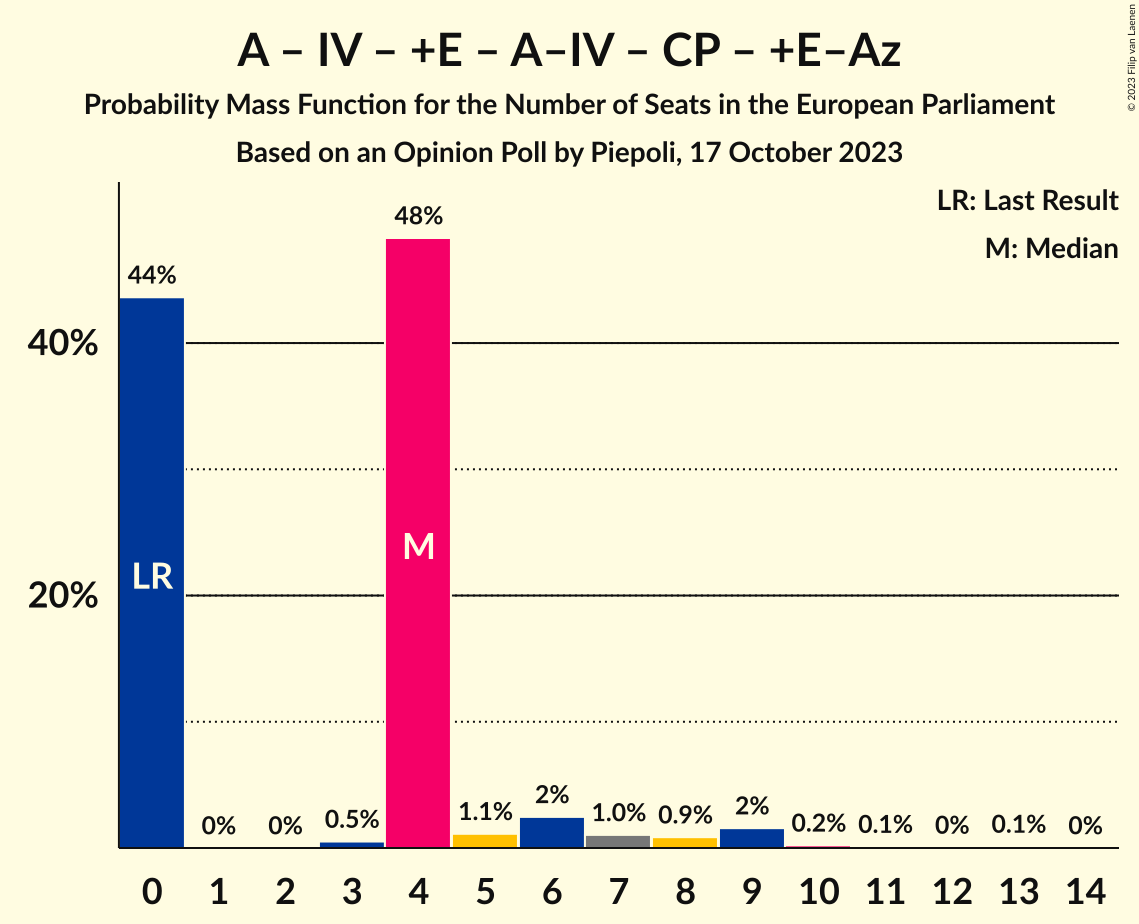 A – IV – +E – A–IV – CP – +E–Az
Probability Mass Function for the Number of Seats in the European Parliament
Based on an Opinion Poll by Piepoli, 17 October 2023
© 2023 Filip van Laenen
LR: Last Result
M: Median
48%
44%
40%
M
LR
20%
0% 0% 0.5% 1.1% 2% 1.0% 0.9% 2% 0.2% 0.1% 0% 0.1% 0%
0 1 2 3 4 5 6 7 8 9 10 11 12 13 14